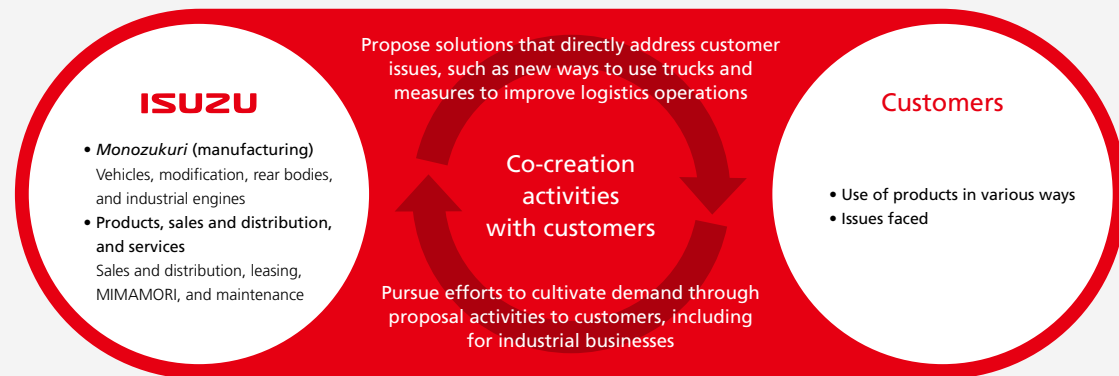 ISUZU
• Monozukuri (manufacturing)
Vehicles, modification, rear bodies,
and industrial engines
• Products, sales and distribution,
and services
Sales and distribution, leasing,
MIMAMORI, and maintenance
Propose solutions that directly address customer
issues, such as new ways to use trucks and
measures to improve logistics operations
Co-creation
activities
with customers
Pursue efforts to cultivate demand through
proposal activities to customers, including
for industrial businesses
Customers
• Use of products in various ways
• Issues faced